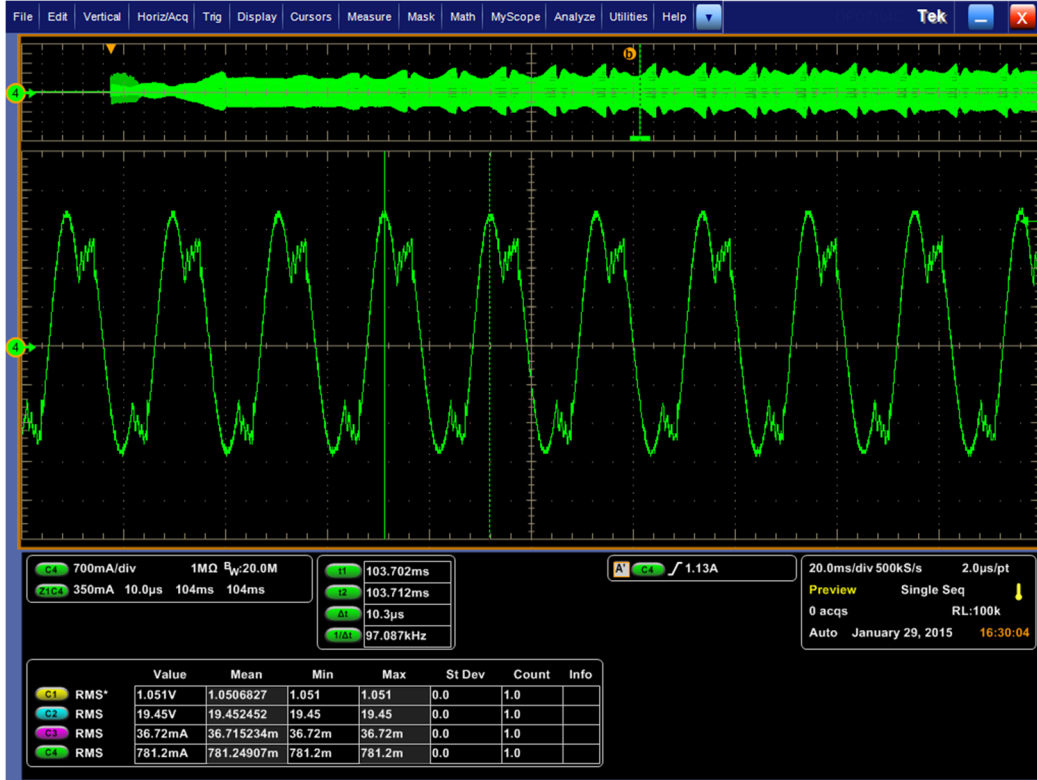 File Edit Vertical Horiz/Acq Trig Display Cursors Measure Mask Math MyScope Analyze Utilities Help Tek X
b
4
4
C4 700mA/div 1MΩ BW:20.0M
Z1C4 350mA 10.0µs 104ms 104ms
t1 103.702ms
t2 103.712ms
Δt 10.3µs
1/Δt 97.087kHz
A' C4 1.13A
20.0ms/div 500kS/s 2.0µs/pt
Preview Single Seq
0 acqs RL:100k
Auto January 29, 2015 16:30:04
Value Mean Min Max St Dev Count Info
C1 RMS* 1.051V 1.0506827 1.051 1.051 0.0 1.0
C2 RMS 19.45V 19.452452 19.45 19.45 0.0 1.0
C3 RMS 36.72mA 36.715234m 36.72m 36.72m 0.0 1.0
C4 RMS 781.2mA 781.24907m 781.2m 781.2m 0.0 1.0